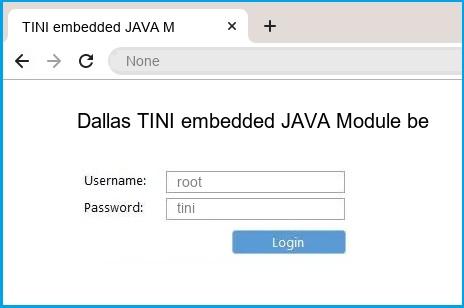 TINI embedded JAVA M
None
Dallas TINI embedded JAVA Module be
Username: root
Password: tini
Login